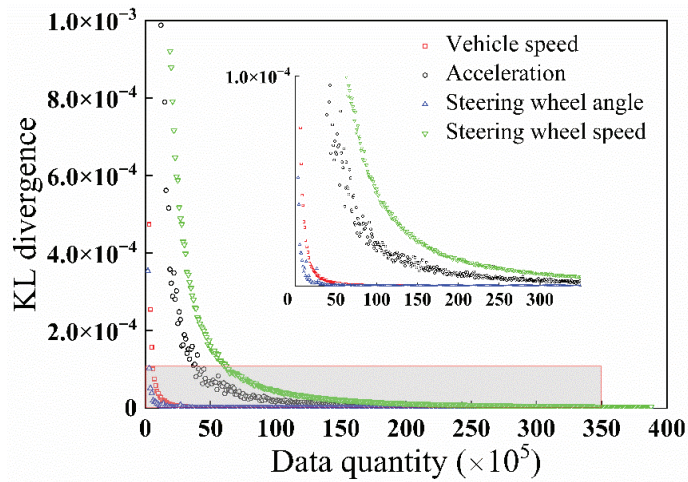 1.0×10⁻³
8.0×10⁻⁴
6.0×10⁻⁴
4.0×10⁻⁴
2.0×10⁻⁴
0
KL divergence
Vehicle speed
Acceleration
Steering wheel angle
Steering wheel speed
1.0×10⁻⁴
0 50 100 150 200 250 300
0 50 100 150 200 250 300 350 400
Data quantity (×10⁵)